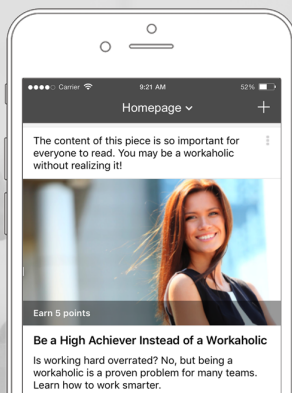 Carrier 9:21 AM 52%
Homepage
The content of this piece is so important for
everyone to read. You may be a workaholic
without realizing it!
Earn 5 points
Be a High Achiever Instead of a Workaholic
Is working hard overrated? No, but being a
workaholic is a proven problem for many teams.
Learn how to work smarter.